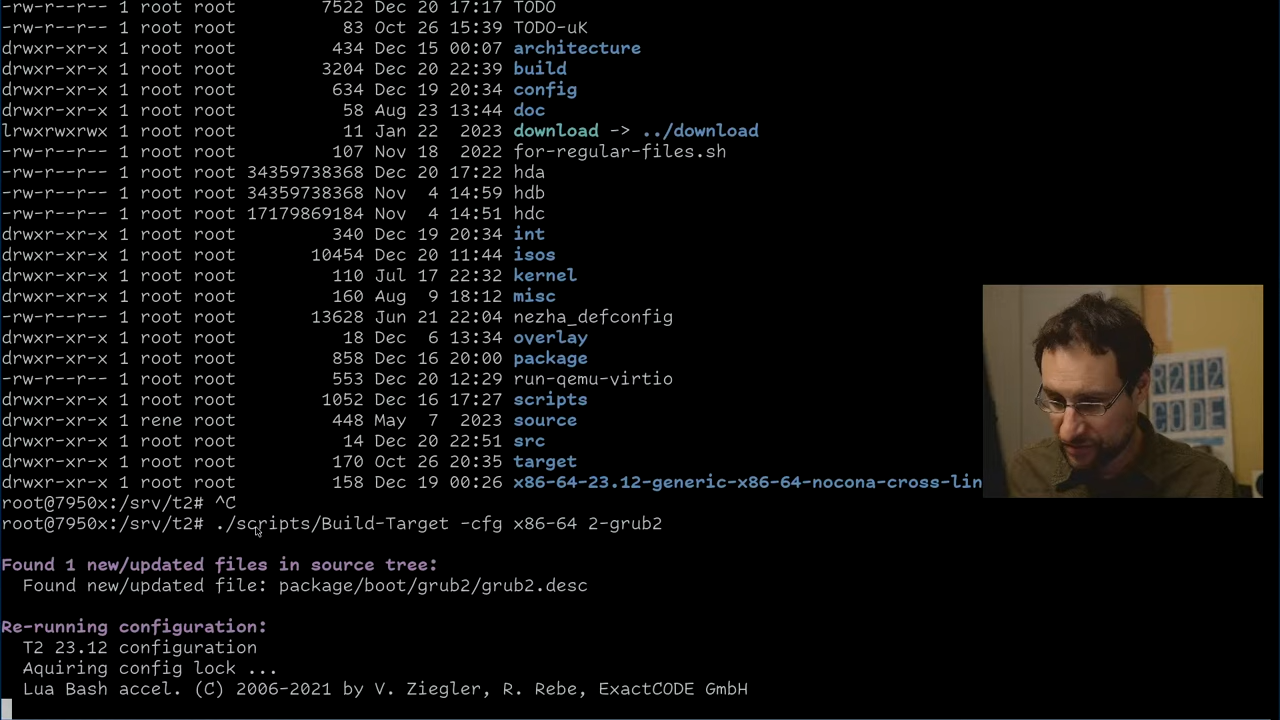 -rw-r--r-- 1 root root 7522 Dec 20 17:17 TODO
-rw-r--r-- 1 root root 83 Oct 26 15:39 TODO-uK
drwxr-xr-x 1 root root 434 Dec 15 00:07 architecture
drwxr-xr-x 1 root root 3204 Dec 20 22:39 build
drwxr-xr-x 1 root root 634 Dec 19 20:34 config
drwxr-xr-x 1 root root 58 Aug 23 13:44 doc
lrwxrwxrwx 1 root root 11 Jan 22 2023 download -> ../download
-rw-r--r-- 1 root root 107 Nov 18 2022 for-regular-files.sh
-rw-r--r-- 1 root root 34359738368 Dec 20 17:22 hda
-rw-r--r-- 1 root root 34359738368 Nov 4 14:59 hdb
-rw-r--r-- 1 root root 17179869184 Nov 4 14:51 hdc
drwxr-xr-x 1 root root 340 Dec 19 20:34 int
drwxr-xr-x 1 root root 10454 Dec 20 11:44 isos
drwxr-xr-x 1 root root 110 Jul 17 22:32 kernel
drwxr-xr-x 1 root root 160 Aug 9 18:12 misc
-rw-r--r-- 1 root root 13628 Jun 21 22:04 nezha_defconfig
drwxr-xr-x 1 root root 18 Dec 6 13:34 overlay
drwxr-xr-x 1 root root 858 Dec 16 20:00 package
-rw-r--r-- 1 root root 553 Dec 20 12:29 run-qemu-virtio
drwxr-xr-x 1 root root 1052 Dec 16 17:27 scripts
drwxr-xr-x 1 rene root 448 May 7 2023 source
drwxr-xr-x 1 root root 14 Dec 20 22:51 src
drwxr-xr-x 1 root root 170 Oct 26 20:35 target
drwxr-xr-x 1 root root 158 Dec 19 00:26 x86-64-23.12-generic-x86-64-nocona-cross-lin
root@7950x:/srv/t2# ^C
root@7950x:/srv/t2# ./scripts/Build-Target -cfg x86-64 2-grub2
Found 1 new/updated files in source tree:
Found new/updated file: package/boot/grub2/grub2.desc
Re-running configuration:
T2 23.12 configuration
Aquiring config lock ...
Lua Bash accel. (C) 2006-2021 by V. Ziegler, R. Rebe, ExactCODE GmbH